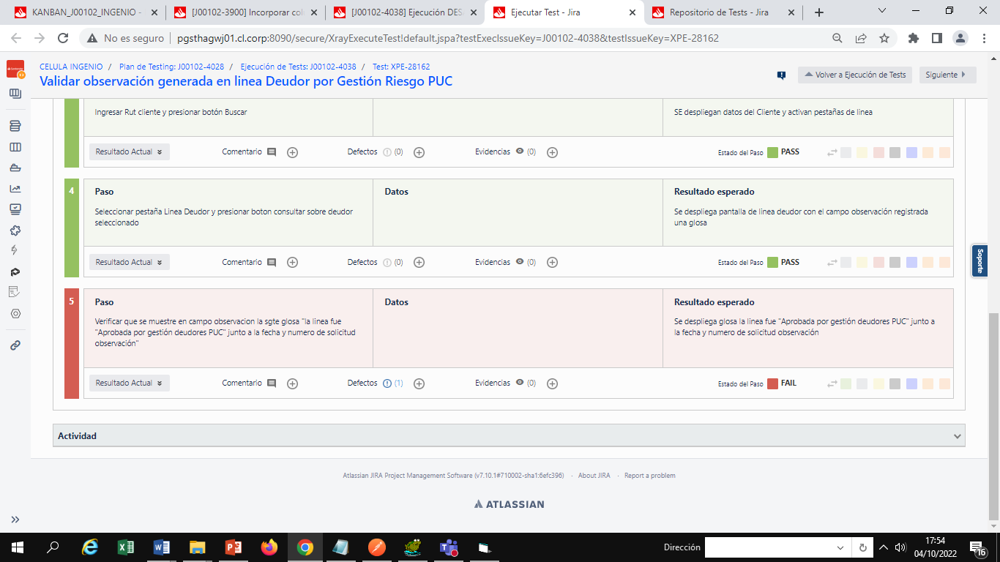 KANBAN_J00102_INGENIO -
[J00102-3900] Incorporar col
[J00102-4038] Ejecución DES
Ejecutar Test - Jira
Repositorio de Tests - Jira
No es seguro
pgsthagwj01.cl.corp:8090/secure/XrayExecuteTest!default.jspa?testExecIssueKey=J00102-4038&testIssueKey=XPE-28162
CELULA INGENIO / Plan de Testing: J00102-4028 / Ejecución de Tests: J00102-4038 / Test: XPE-28162
Validar observación generada en linea Deudor por Gestión Riesgo PUC
Volver a Ejecución de Tests
Siguiente
Ingresar Rut cliente y presionar botón Buscar
SE despliegan datos del Cliente y activan pestañas de linea
Resultado Actual
Comentario
Defectos (0)
Evidencias (0)
Estado del Paso PASS
4
Paso
Datos
Resultado esperado
Seleccionar pestaña Linea Deudor y presionar boton consultar sobre deudor
seleccionado
Se despliega pantalla de linea deudor con el campo observación registrada
una glosa
Resultado Actual
Comentario
Defectos (0)
Evidencias (0)
Estado del Paso PASS
Soporte
5
Paso
Datos
Resultado esperado
Verificar que se muestre en campo observacion la sgte glosa "la linea fue
"Aprobada por gestión deudores PUC" junto a la fecha y numero de solicitud
observación"
Se despliega glosa la linea fue "Aprobada por gestión deudores PUC" junto a
la fecha y numero de solicitud observación
Resultado Actual
Comentario
Defectos (1)
Evidencias (0)
Estado del Paso FAIL
Actividad
Atlassian JIRA Project Management Software (v7.10.1#710002-sha1:6efc396) · About JIRA · Report a problem
ATLASSIAN
Dirección
17:54
04/10/2022
16